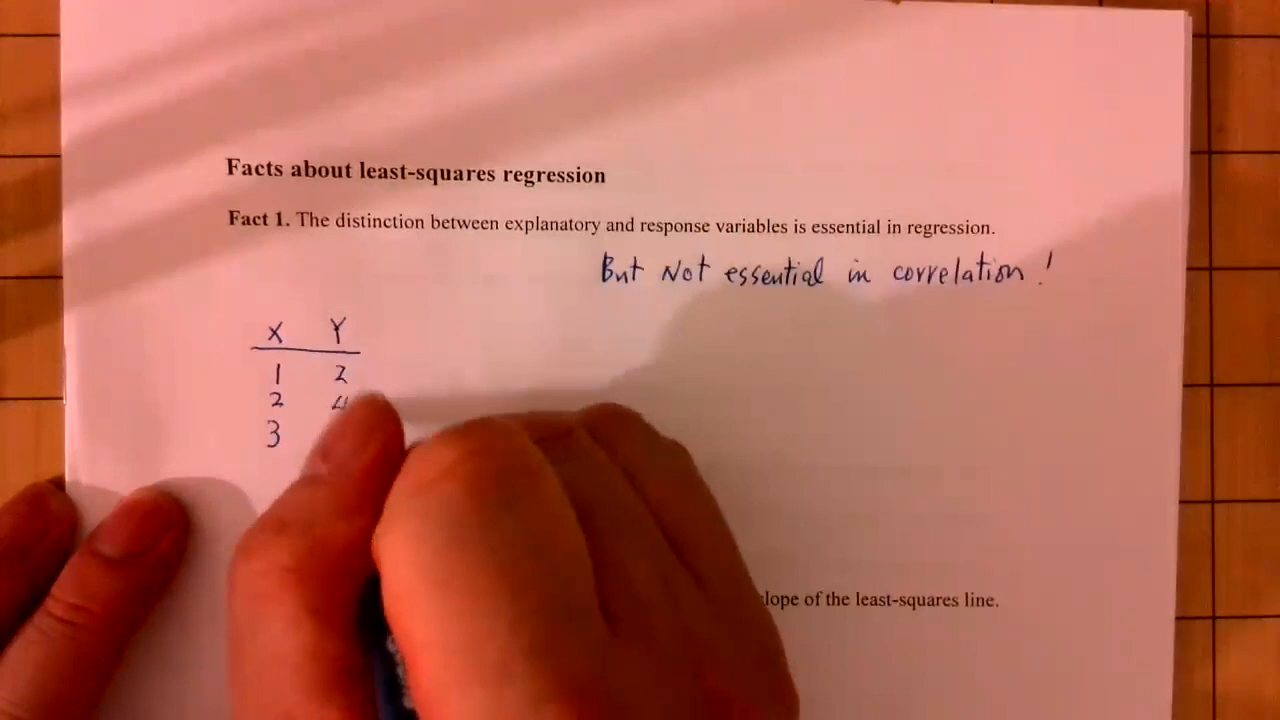 Facts about least-squares regression
Fact 1. The distinction between explanatory and response variables is essential in regression.
But Not essential in correlation!
X Y
1 2
2 4
3
of the least-squares line.